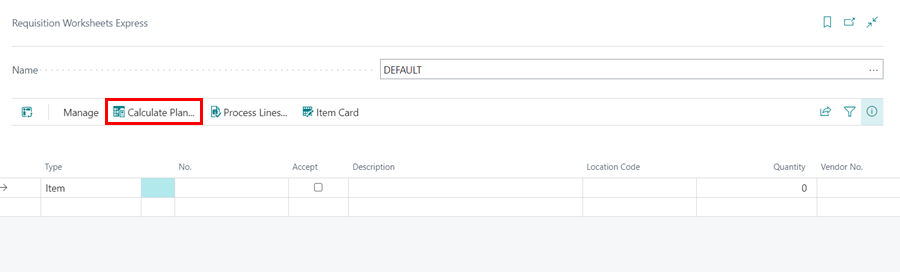 Requisition Worksheets Express
Name DEFAULT ...
Manage Calculate Plan... Process Lines... Item Card
Type No. Accept Description Location Code Quantity Vendor No.
Item 0